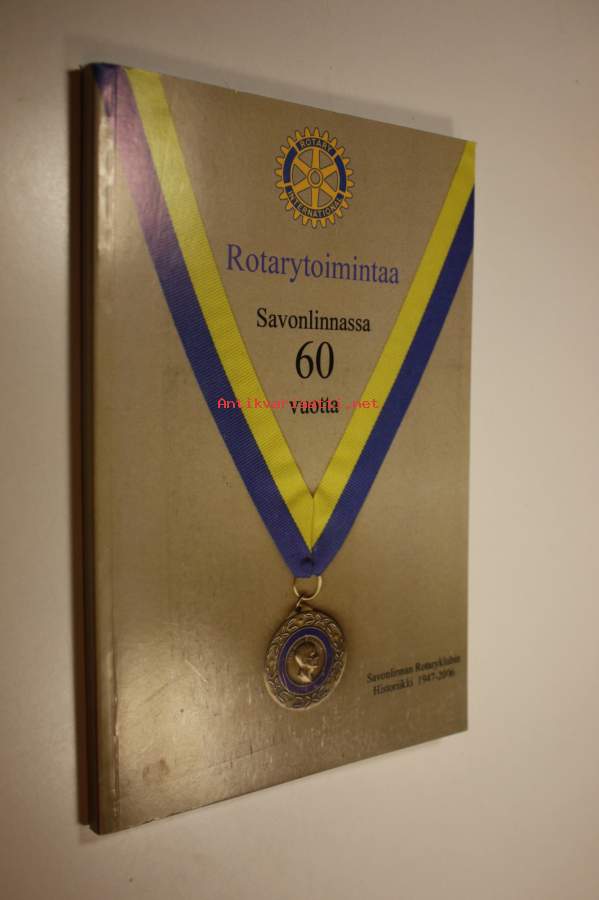 ROTARY
INTERNATIONAL
Rotarytoimintaa
Savonlinnassa
60
Antikvariaatti.net
vuotta
Savonlinnan Rotaryklubin
Historiikki 1947-2006